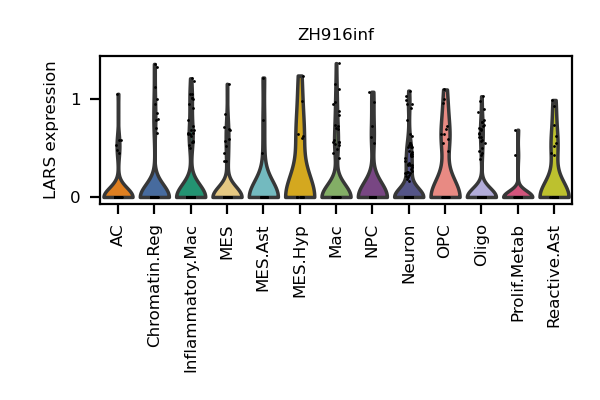 ZH916inf
LARS expression
1
0
AC
Chromatin.Reg
Inflammatory.Mac
MES
MES.Ast
MES.Hyp
Mac
NPC
Neuron
OPC
Oligo
Prolif.Metab
Reactive.Ast